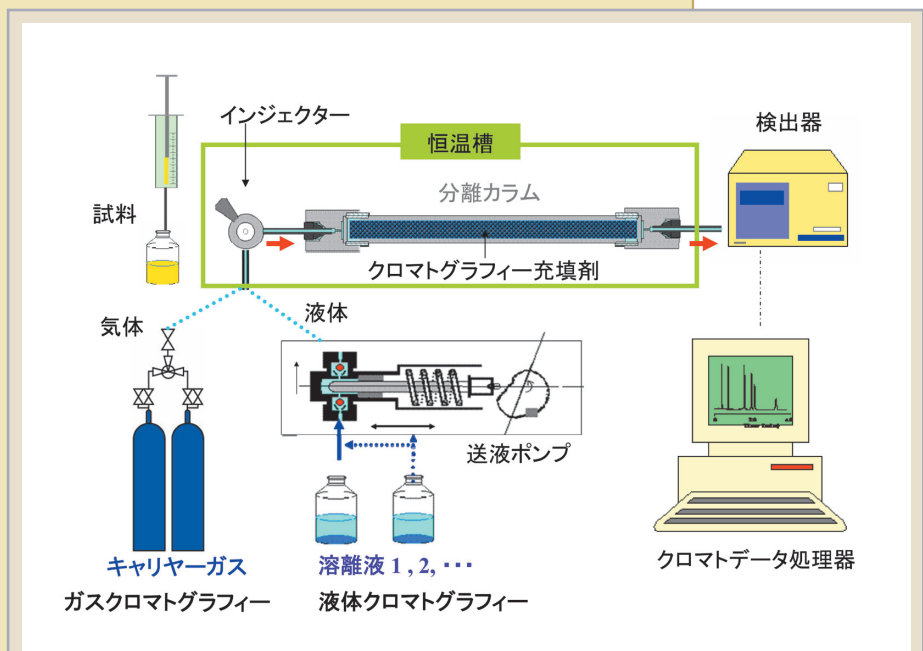 インジェクター
恒温槽
検出器
分離カラム
試料
クロマトグラフィー充填剤
気体
液体
送液ポンプ
キャリヤーガス
溶離液 1 , 2, ･･･
クロマトデータ処理器
ガスクロマトグラフィー
液体クロマトグラフィー